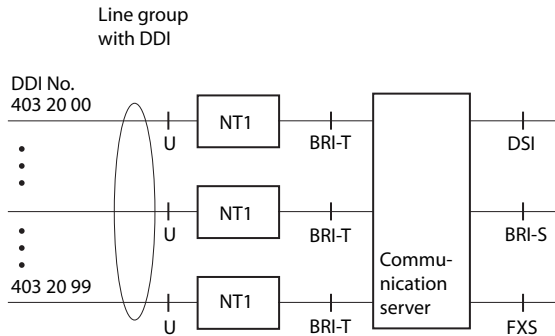 Line group
with DDI
DDI No.
403 20 00
NT1
U
BRI-T
DSI
NT1
U
BRI-T
BRI-S
Commu-
nication
server
403 20 99
NT1
U
BRI-T
FXS